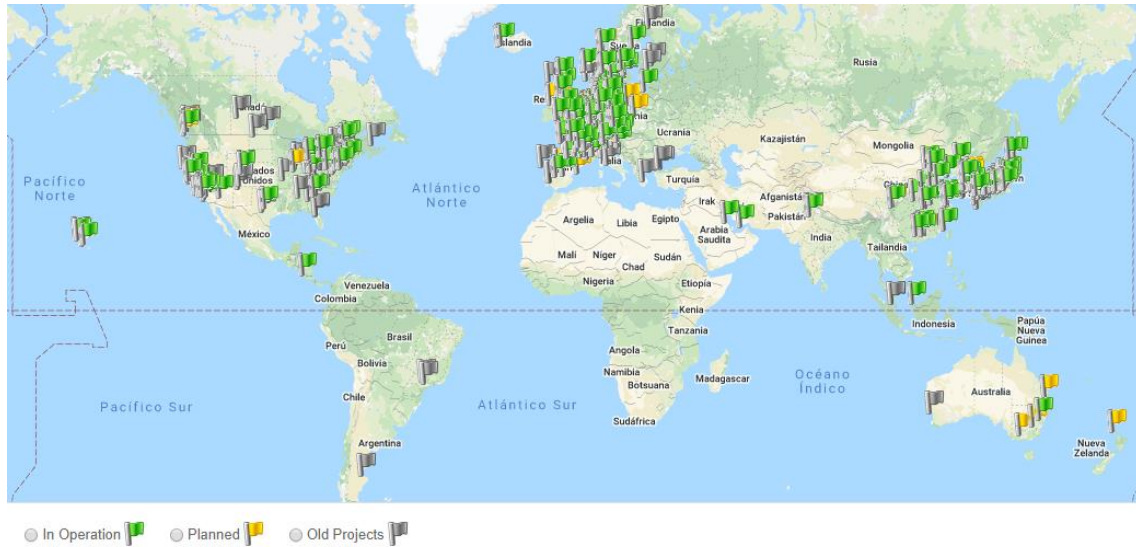 Islandia
Finlandia
Rusia
Ucrania
Kazajistán
Mongolia
Pacífico
Norte
Atlántico
Norte
Turquía
Afganistán
Irak
Pakistán
Argelia
Libia
Egipto
Arabia
Saudita
India
México
Tailandia
Malí
Níger
Sudán
Chad
Venezuela
Nigeria
Etiopía
Colombia
Kenia
Indonesia
Papúa
Nueva
Guinea
Tanzania
Perú
Brasil
Angola
Bolivia
Namibia
Botsuana
Madagascar
Océano
Índico
Australia
Pacífico Sur
Chile
Atlántico Sur
Sudáfrica
Argentina
Nueva
Zelanda
In Operation
Planned
Old Projects